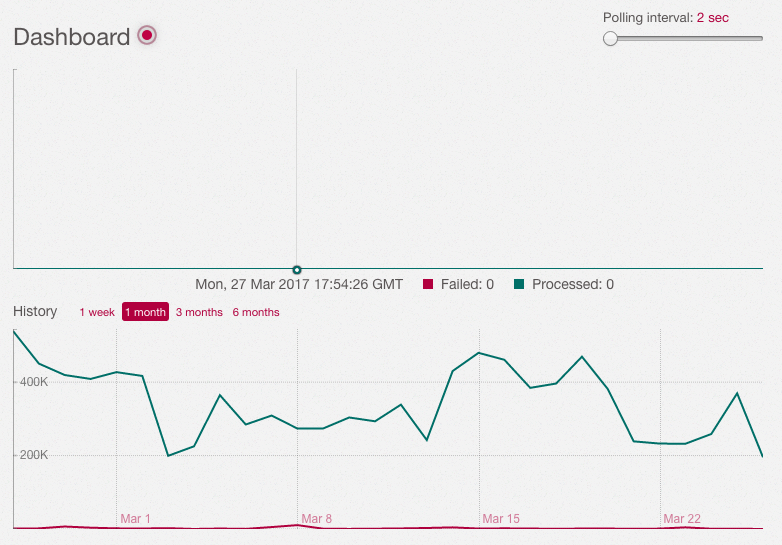 Polling interval: 2 sec
Dashboard
Mon, 27 Mar 2017 17:54:26 GMT Failed: 0 Processed: 0
History 1 week 1 month 3 months 6 months
400K
200K
Mar 1 Mar 8 Mar 15 Mar 22